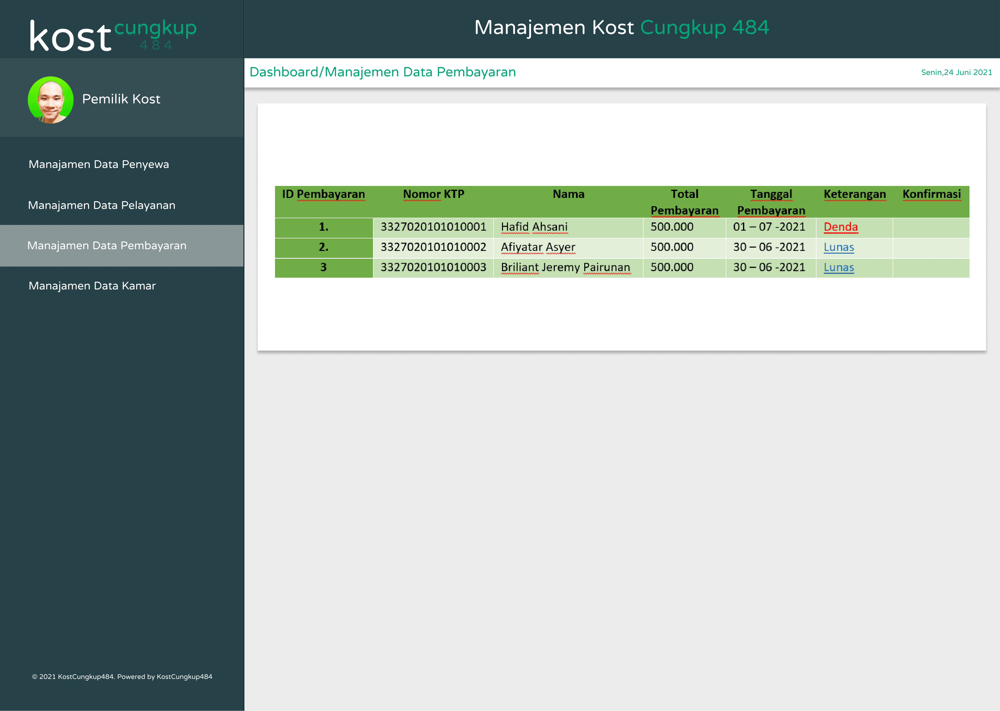 kost cungkup
484
Manajemen Kost Cungkup 484
Dashboard/Manajemen Data Pembayaran
Senin,24 Juni 2021
Pemilik Kost
Manajamen Data Penyewa
Manajamen Data Pelayanan
Manajamen Data Pembayaran
Manajamen Data Kamar
ID Pembayaran Nomor KTP Nama Total Pembayaran Tanggal Pembayaran Keterangan Konfirmasi
1. 3327020101010001 Hafid Ahsani 500.000 01 – 07 -2021 Denda
2. 3327020101010002 Afiyatar Asyer 500.000 30 – 06 -2021 Lunas
3 3327020101010003 Briliant Jeremy Pairunan 500.000 30 – 06 -2021 Lunas
© 2021 KostCungkup484. Powered by KostCungkup484